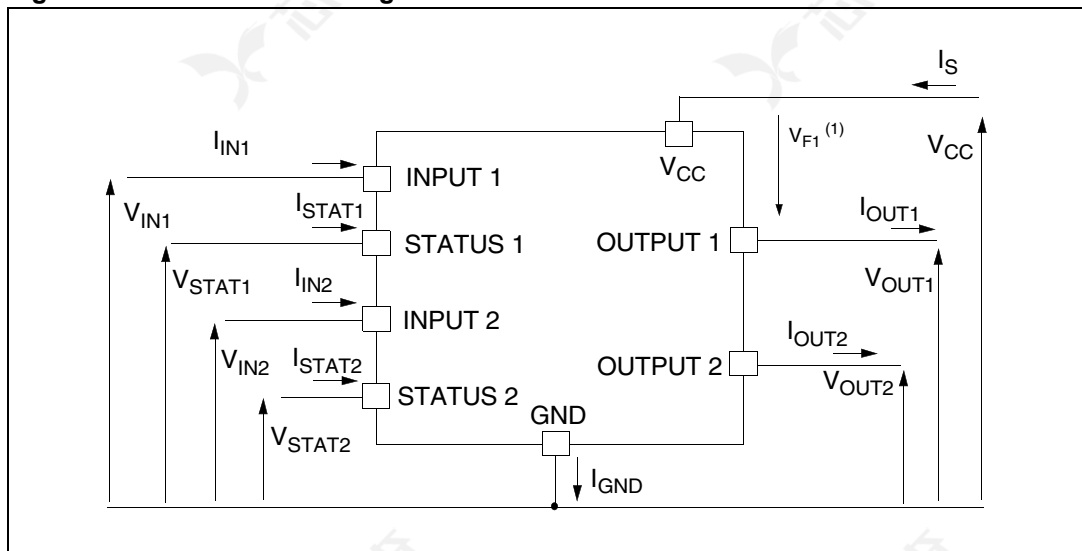 I_S
V_F1 (1)
V_CC
V_CC
I_IN1
INPUT 1
V_IN1
I_STAT1
STATUS 1
OUTPUT 1
I_OUT1
V_STAT1
V_OUT1
I_IN2
INPUT 2
V_IN2
I_OUT2
I_STAT2
OUTPUT 2
V_OUT2
STATUS 2
V_STAT2
GND
I_GND